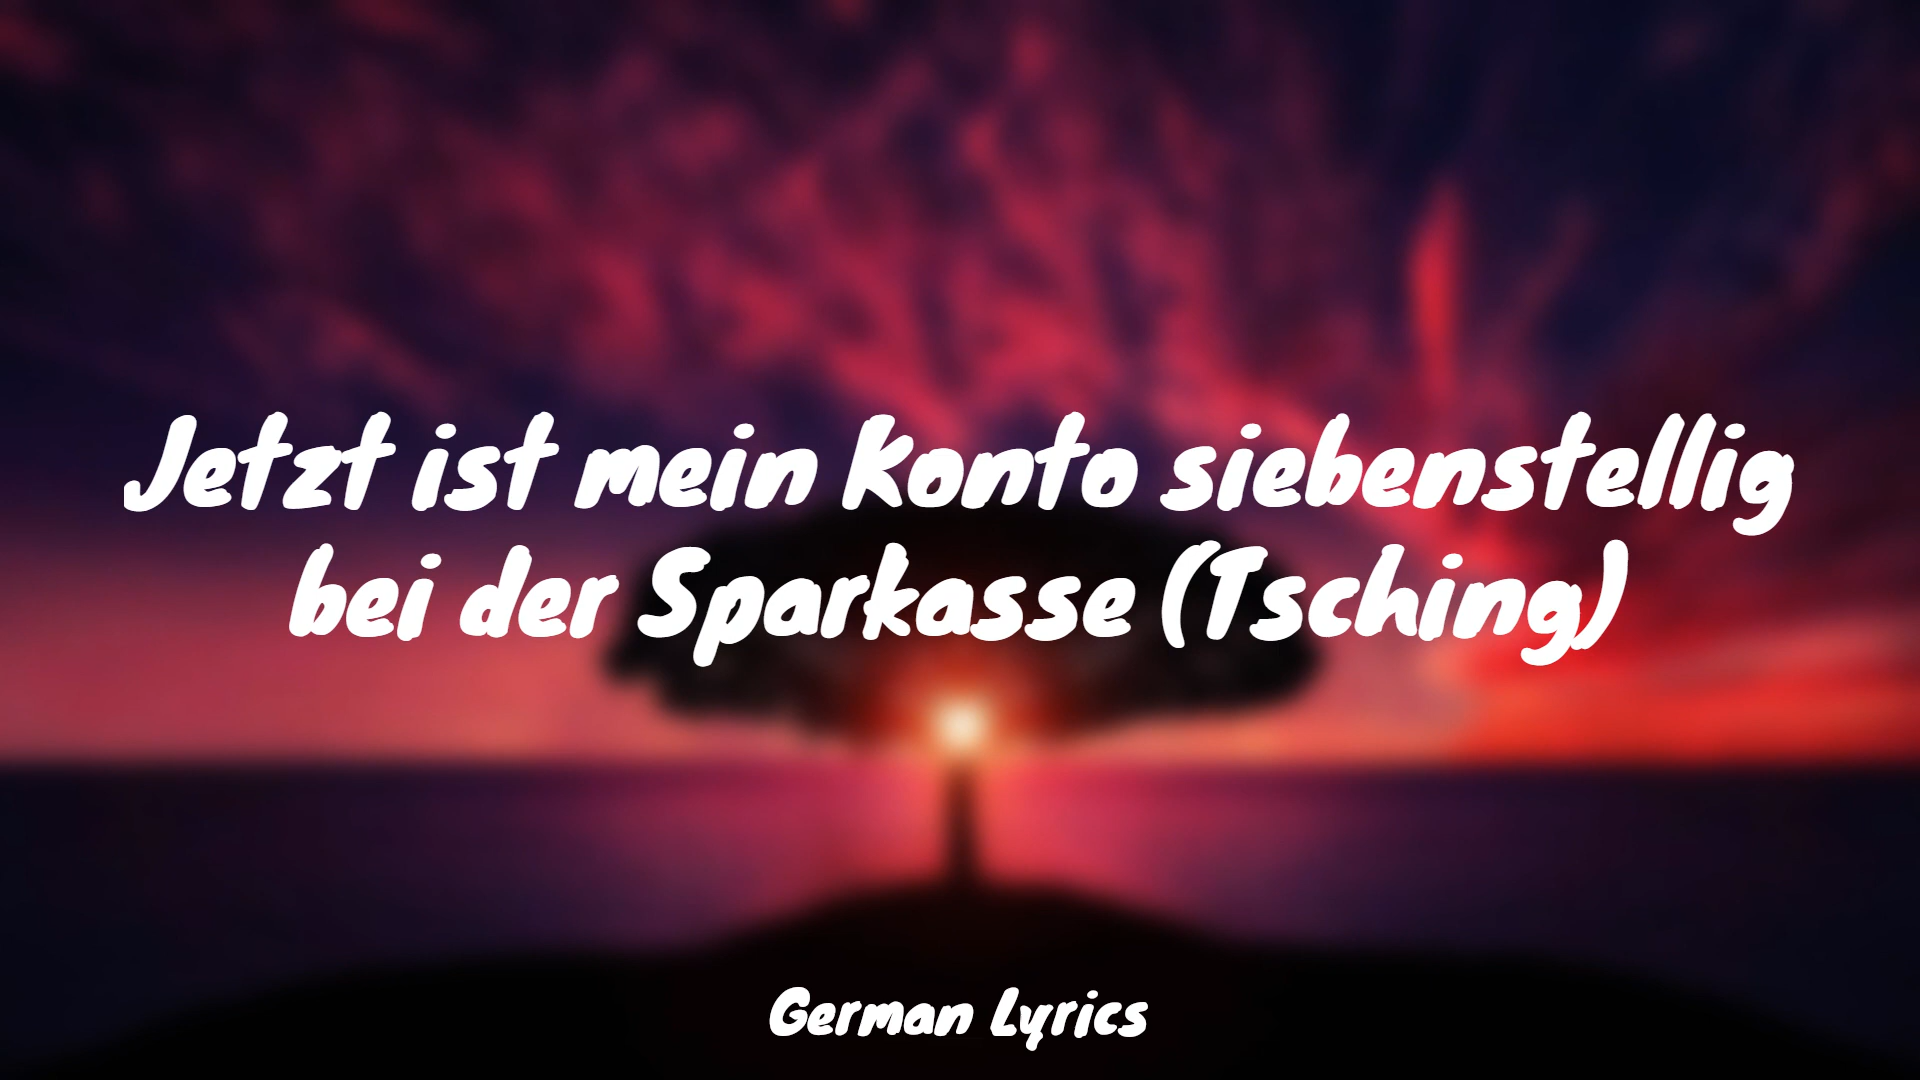 Jetzt ist mein Konto siebenstellig
bei der Sparkasse (Tsching)
German Lyrics